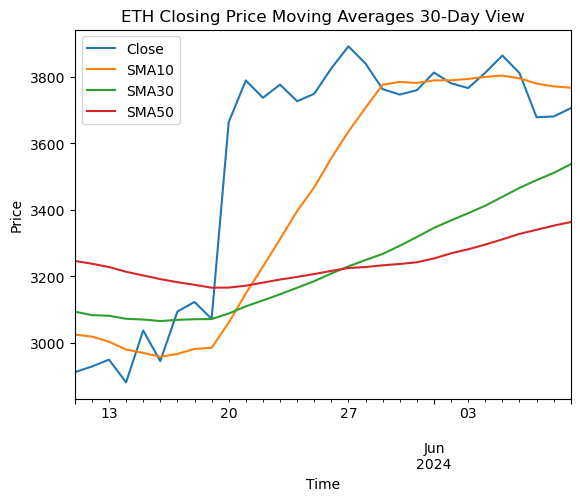 ETH Closing Price Moving Averages 30-Day View
Close
SMA10
SMA30
SMA50
Price
3800
3600
3400
3200
3000
13
20
27
03
Jun
2024
Time